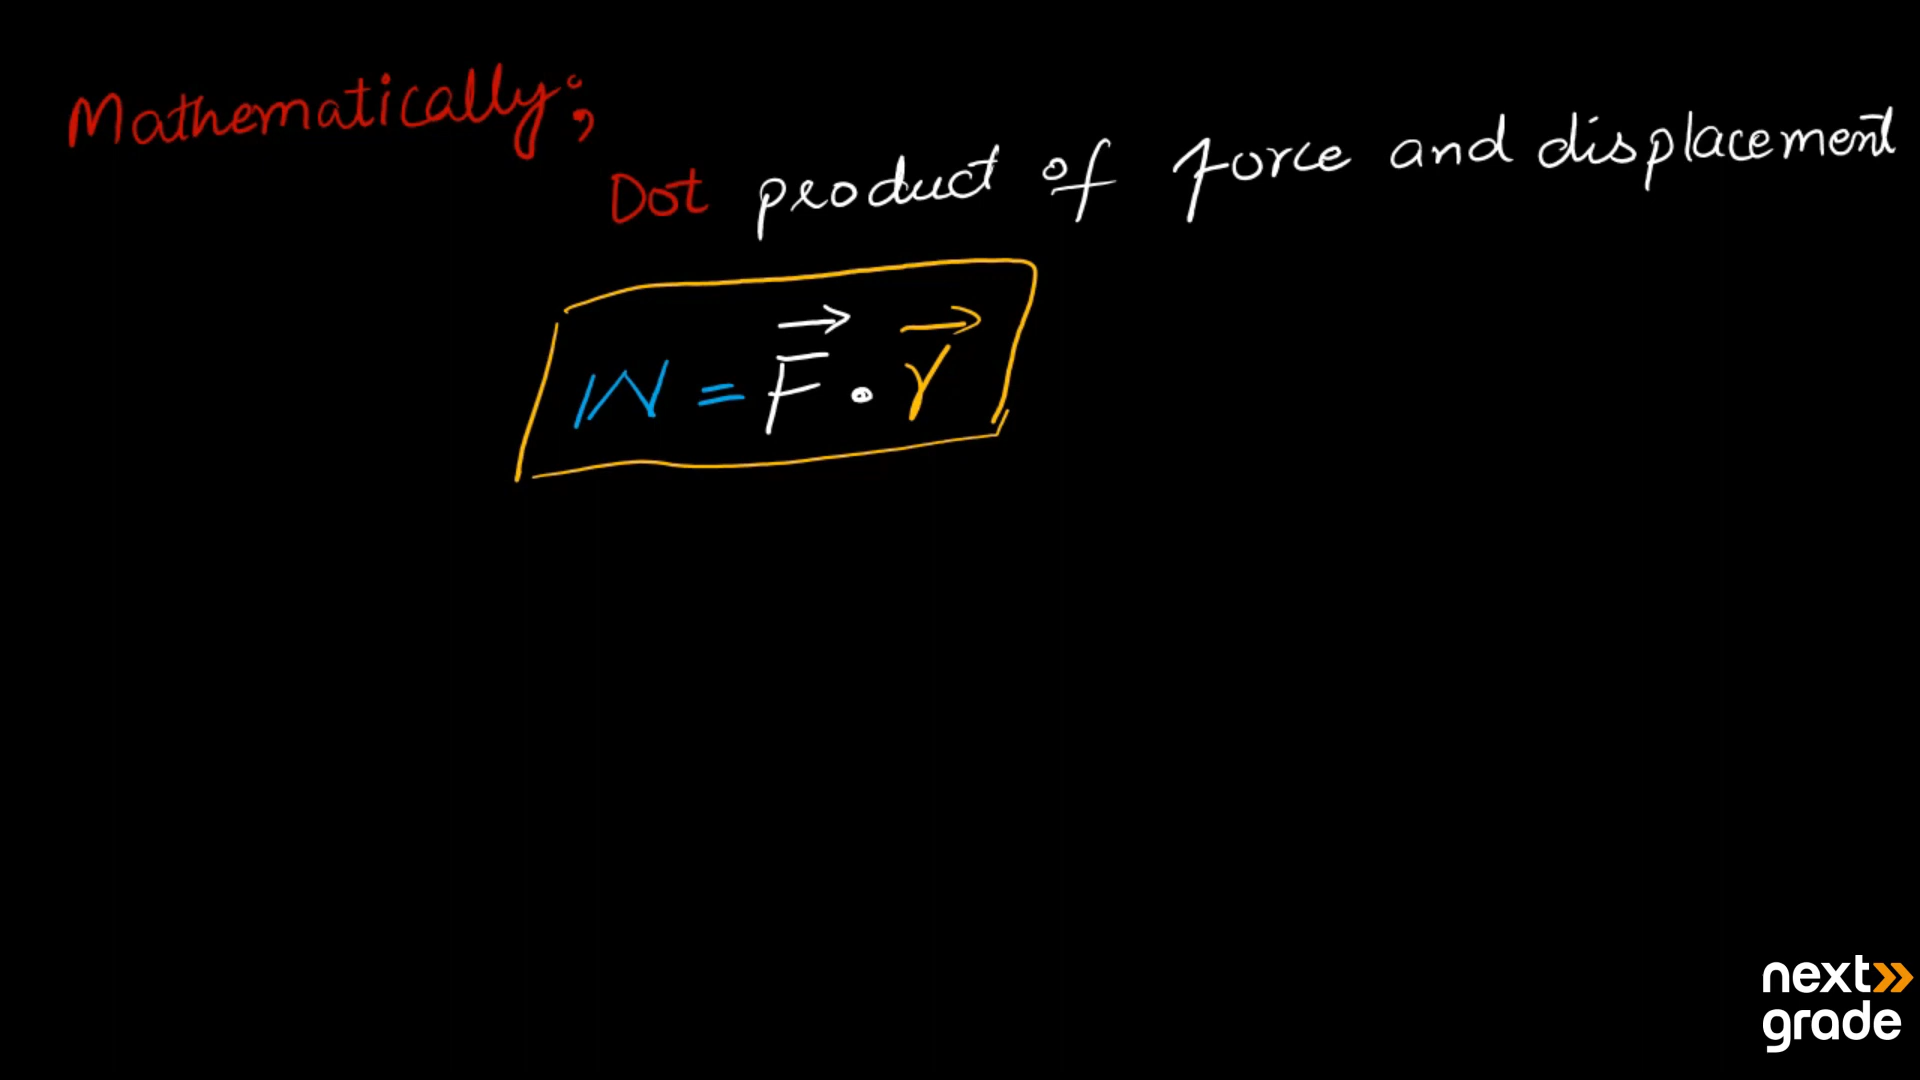 Mathematically;
Dot product of force and displacement
W = F⃗ • r⃗
next
grade